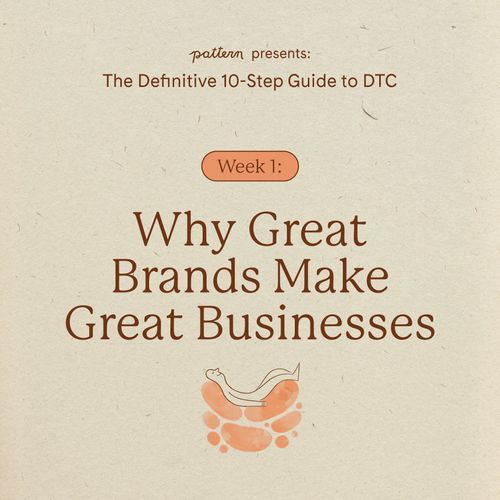 pattern presents:
The Definitive 10-Step Guide to DTC
Week 1:
Why Great
Brands Make
Great Businesses